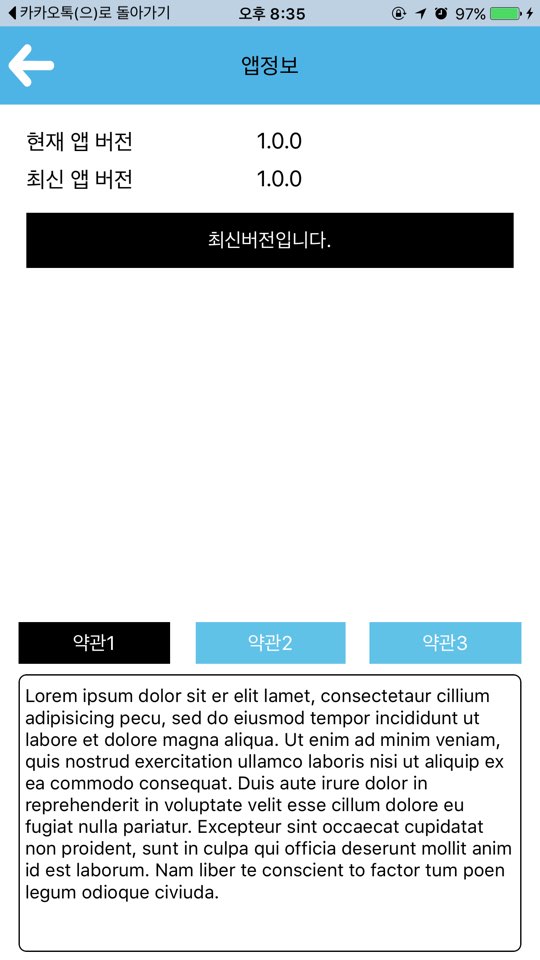 카카오톡(으)로 돌아가기 오후 8:35 97%
앱정보
현재 앱 버전 1.0.0
최신 앱 버전 1.0.0
최신버전입니다.
약관1 약관2 약관3
Lorem ipsum dolor sit er elit lamet, consectetaur cillium
adipisicing pecu, sed do eiusmod tempor incididunt ut
labore et dolore magna aliqua. Ut enim ad minim veniam,
quis nostrud exercitation ullamco laboris nisi ut aliquip ex
ea commodo consequat. Duis aute irure dolor in
reprehenderit in voluptate velit esse cillum dolore eu
fugiat nulla pariatur. Excepteur sint occaecat cupidatat
non proident, sunt in culpa qui officia deserunt mollit anim
id est laborum. Nam liber te conscient to factor tum poen
legum odioque civiuda.